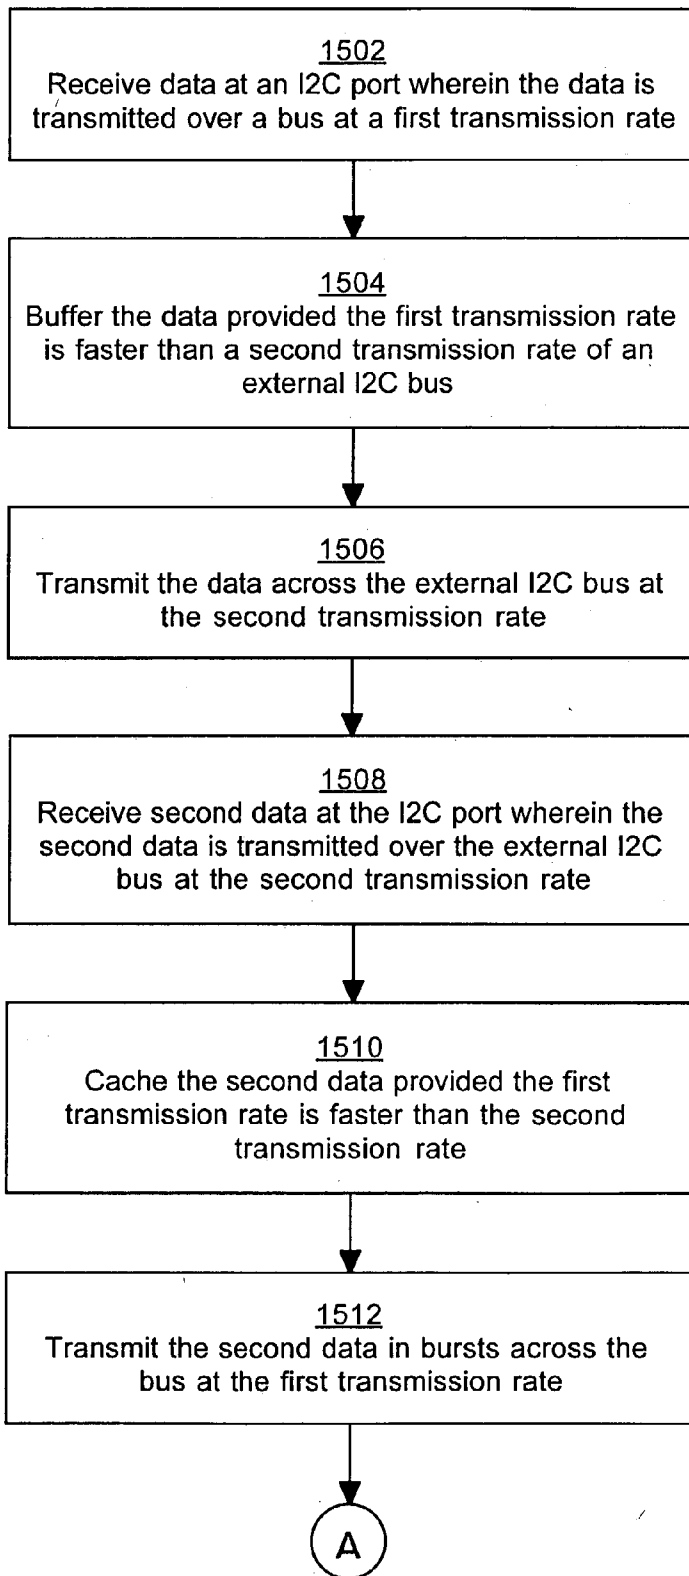 1502
Receive data at an I2C port wherein the data is
transmitted over a bus at a first transmission rate
1504
Buffer the data provided the first transmission rate
is faster than a second transmission rate of an
external I2C bus
1506
Transmit the data across the external I2C bus at
the second transmission rate
1508
Receive second data at the I2C port wherein the
second data is transmitted over the external I2C
bus at the second transmission rate
1510
Cache the second data provided the first
transmission rate is faster than the second
transmission rate
1512
Transmit the second data in bursts across the
bus at the first transmission rate
A